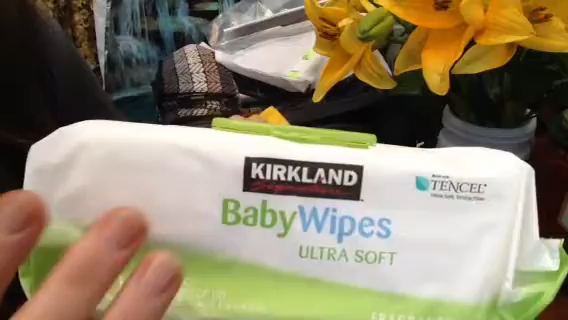 KIRKLAND
Signature
TENCEL
BabyWipes
ULTRA SOFT